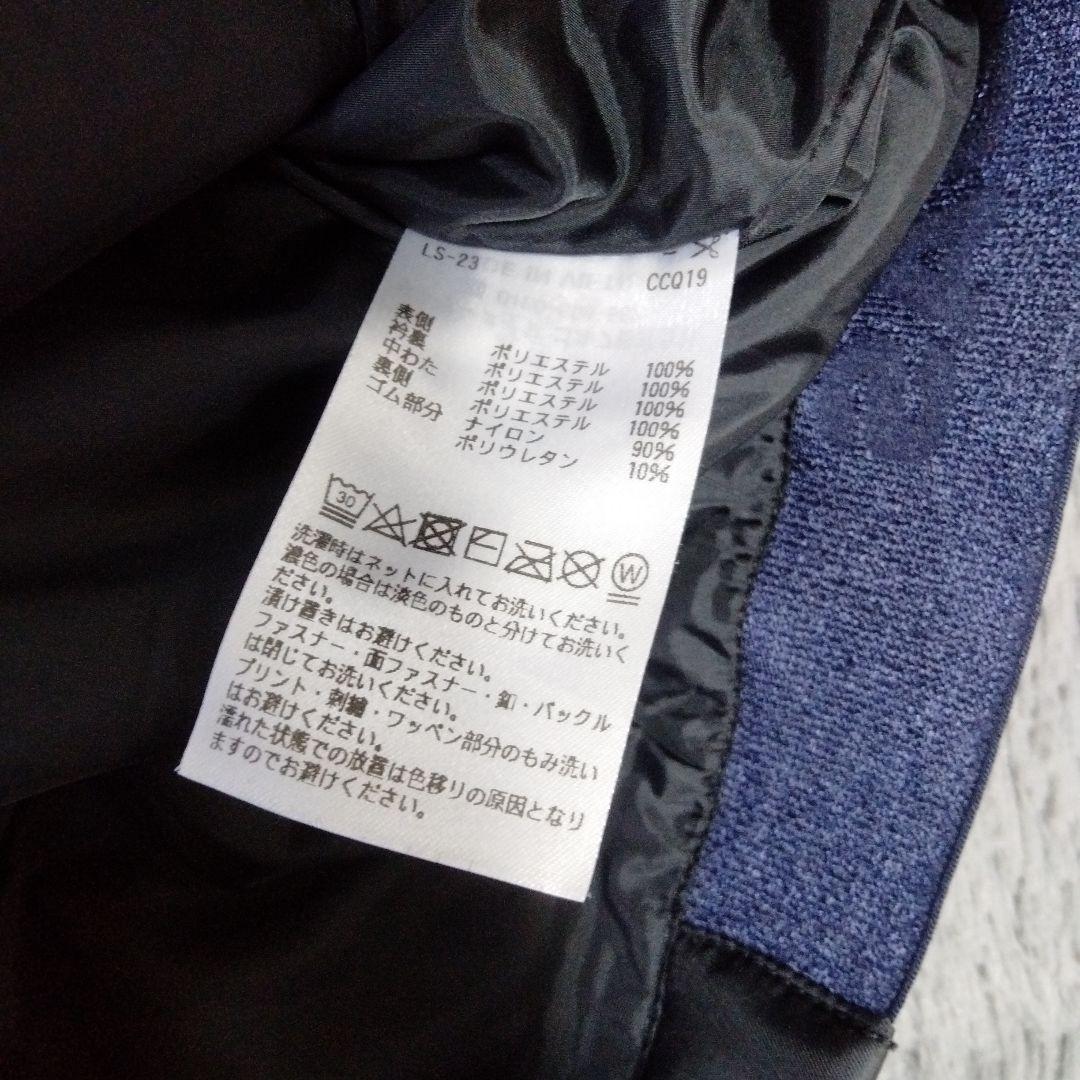 LS-23
CCQ19
表側 ポリエステル 100%
衿裏 ポリエステル 100%
中わた ポリエステル 100%
裏側 ポリエステル 100%
ゴム部分 ナイロン 90%
ポリウレタン 10%
30
W
洗濯時はネットに入れてお洗いください。
濃色の場合は淡色のものと分けてお洗いく
ださい。
漬け置きはお避けください。
ファスナー・面ファスナー・釦・バックル
は閉じてお洗いください。
プリント・刺繍・ワッペン部分のもみ洗い
はお避けください。
濡れた状態での放置は色移りの原因となり
ますのでお避けください。